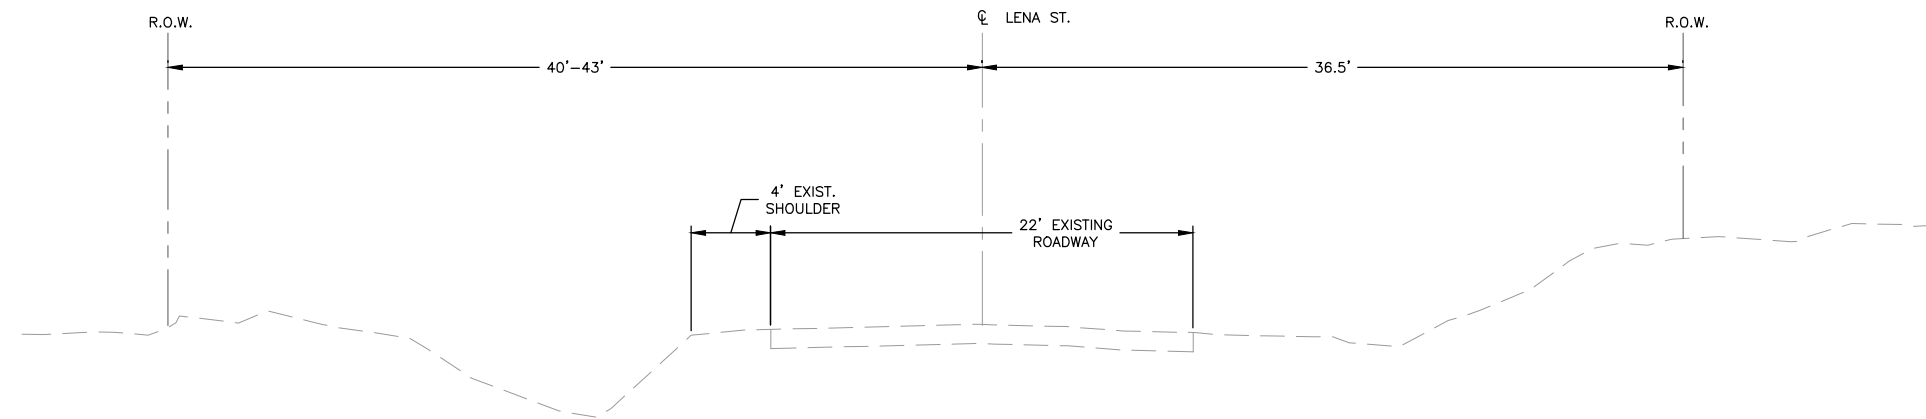 R.O.W.
℄ LENA ST.
R.O.W.
40'-43'
36.5'
4' EXIST.
SHOULDER
22' EXISTING
ROADWAY